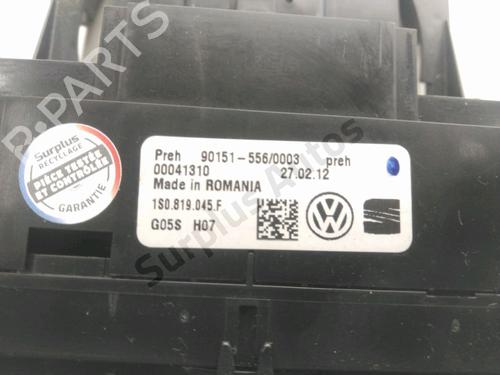 Preh 90151-556/0003 preh
00041310 27.02.12
Made in ROMANIA
1S0.819.045.F
G05S H07
Surplus
RECYCLAGE
PIÈCE TESTÉE
ET CONTRÔLÉE
GARANTIE
B-PARTS
Surplus Autos